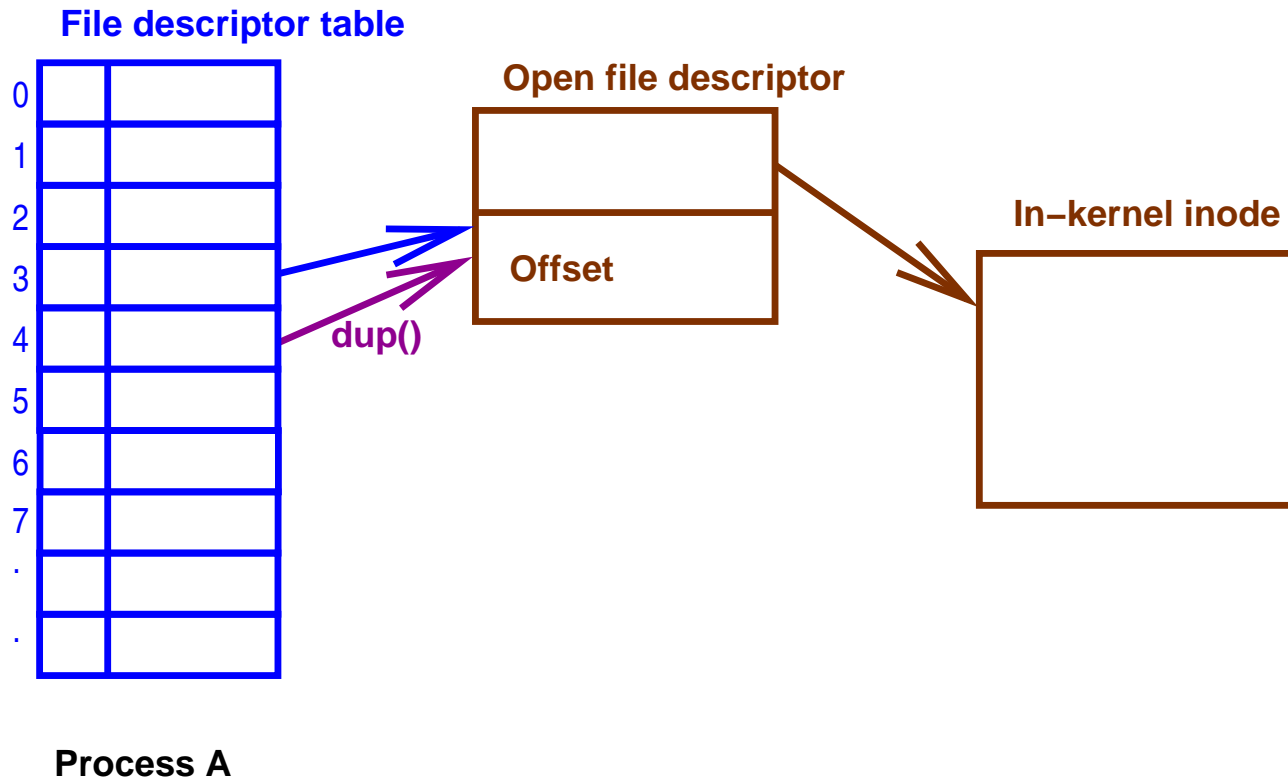 File descriptor table
Open file descriptor
In−kernel inode
0
1
2
3
4
5
6
7
.
.
Offset
dup()
Process A